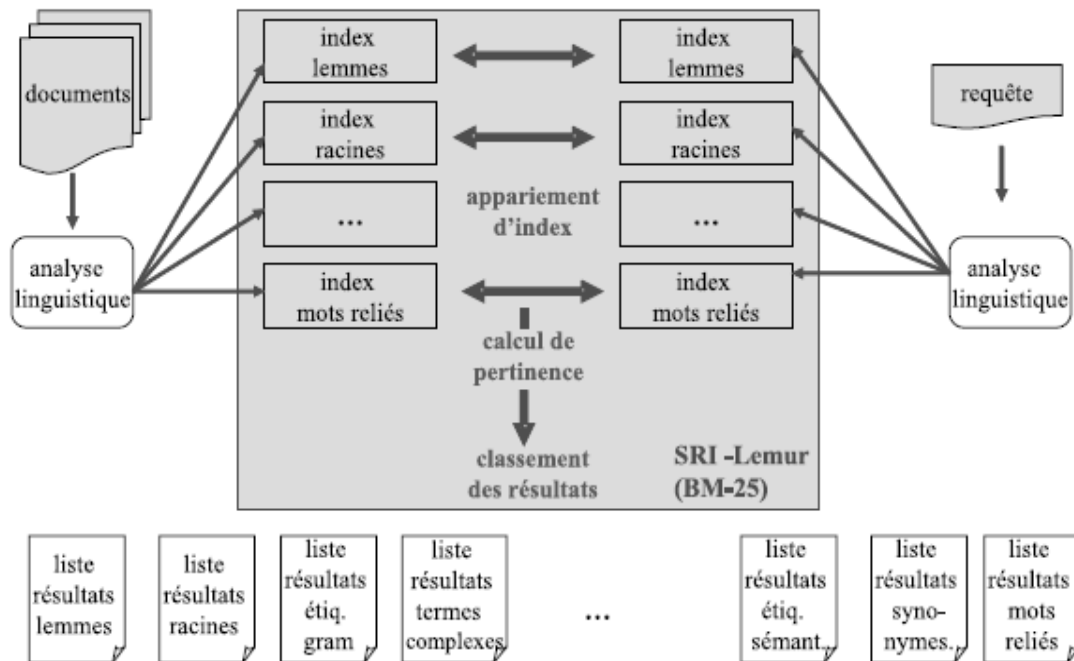 documents
index
lemmes
index
lemmes
requête
index
racines
index
racines
...
appariement
d'index
...
analyse
linguistique
index
mots reliés
index
mots reliés
analyse
linguistique
calcul de
pertinence
classement
des résultats
SRI -Lemur
(BM-25)
liste
résultats
lemmes
liste
résultats
racines
liste
résultats
étiq.
gram
liste
résultats
termes
complexes
...
liste
résultats
étiq.
sémant.
liste
résultats
syno-
nymes.
liste
résultats
mots
reliés